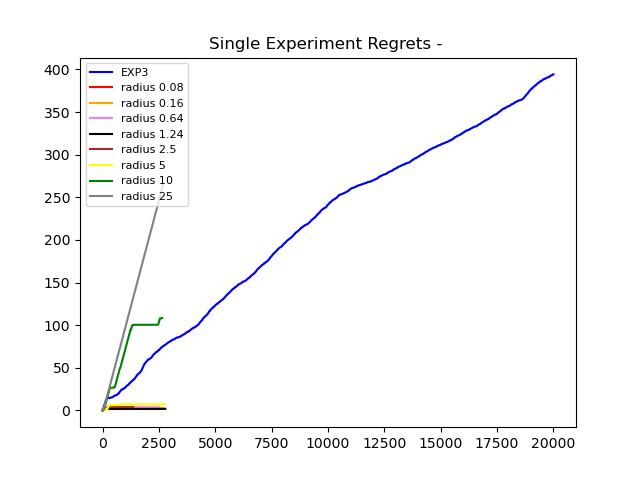 Single Experiment Regrets -
EXP3
radius 0.08
radius 0.16
radius 0.64
radius 1.24
radius 2.5
radius 5
radius 10
radius 25
400
350
300
250
200
150
100
50
0
0 2500 5000 7500 10000 12500 15000 17500 20000